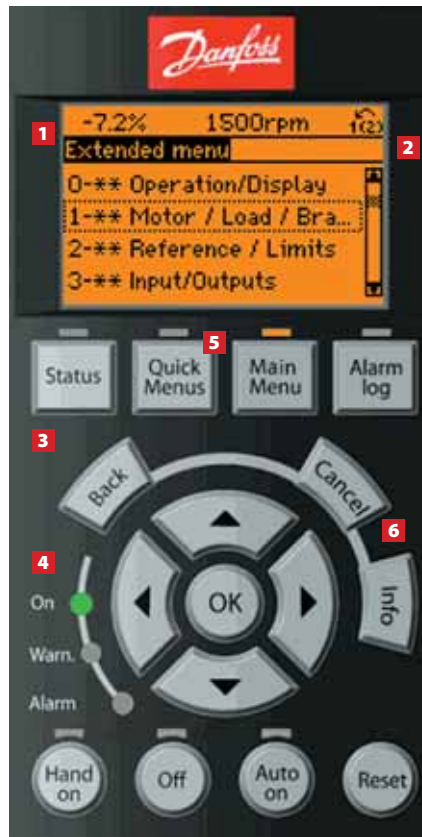 Danfoss
1
-7.2% 1500rpm 1(2)
Extended menu
2
0-** Operation/Display
1-** Motor / Load / Bra...
2-** Reference / Limits
3-** Input/Outputs
5
Status
Quick
Menus
Main
Menu
Alarm
log
3
Back
Cancel
6
Info
4
On
OK
Warn.
Alarm
Hand
on
Off
Auto
on
Reset